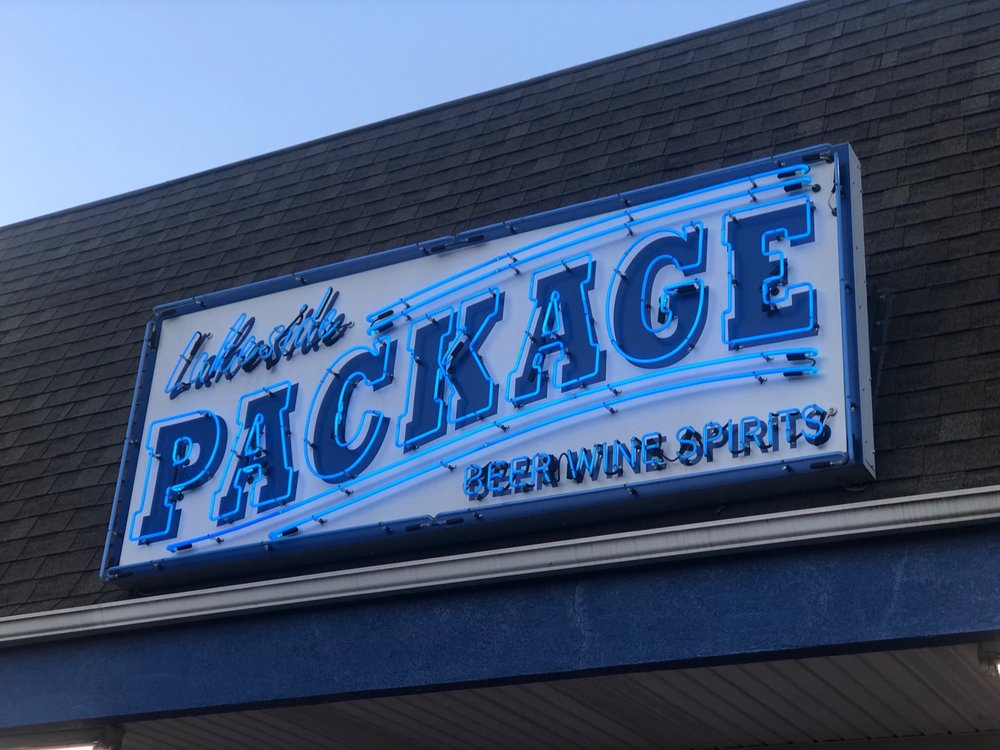 Lakeside
PACKAGE
BEER WINE SPIRITS